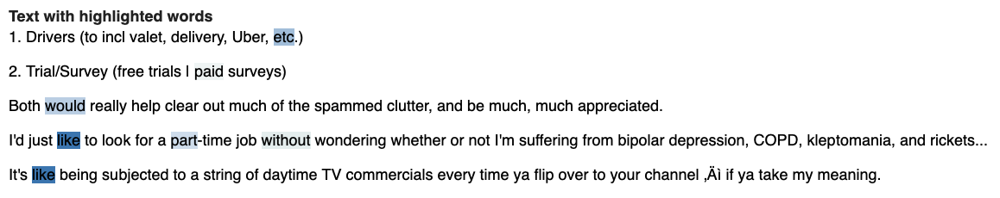 Text with highlighted words
1. Drivers (to incl valet, delivery, Uber, etc.)
2. Trial/Survey (free trials | paid surveys)
Both would really help clear out much of the spammed clutter, and be much, much appreciated.
I'd just like to look for a part-time job without wondering whether or not I'm suffering from bipolar depression, COPD, kleptomania, and rickets...
It's like being subjected to a string of daytime TV commercials every time ya flip over to your channel ‚Äì if ya take my meaning.